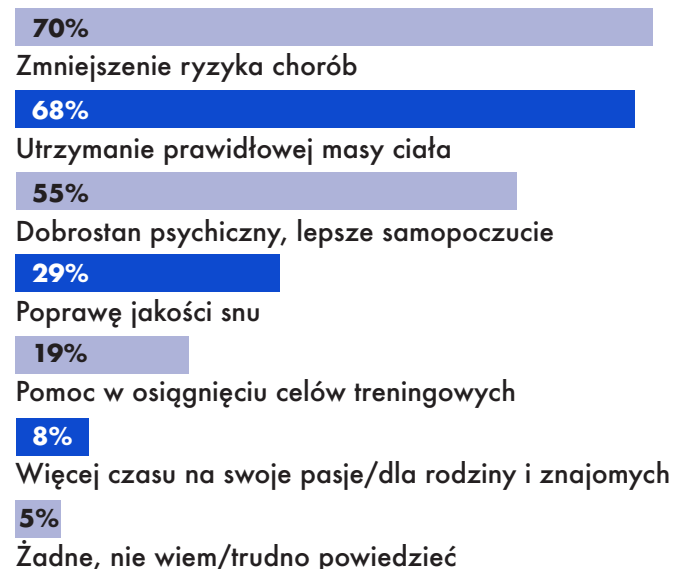 70%
Zmniejszenie ryzyka chorób
68%
Utrzymanie prawidłowej masy ciała
55%
Dobrostan psychiczny, lepsze samopoczucie
29%
Poprawę jakości snu
19%
Pomoc w osiągnięciu celów treningowych
8%
Więcej czasu na swoje pasje/dla rodziny i znajomych
5%
Żadne, nie wiem/trudno powiedzieć